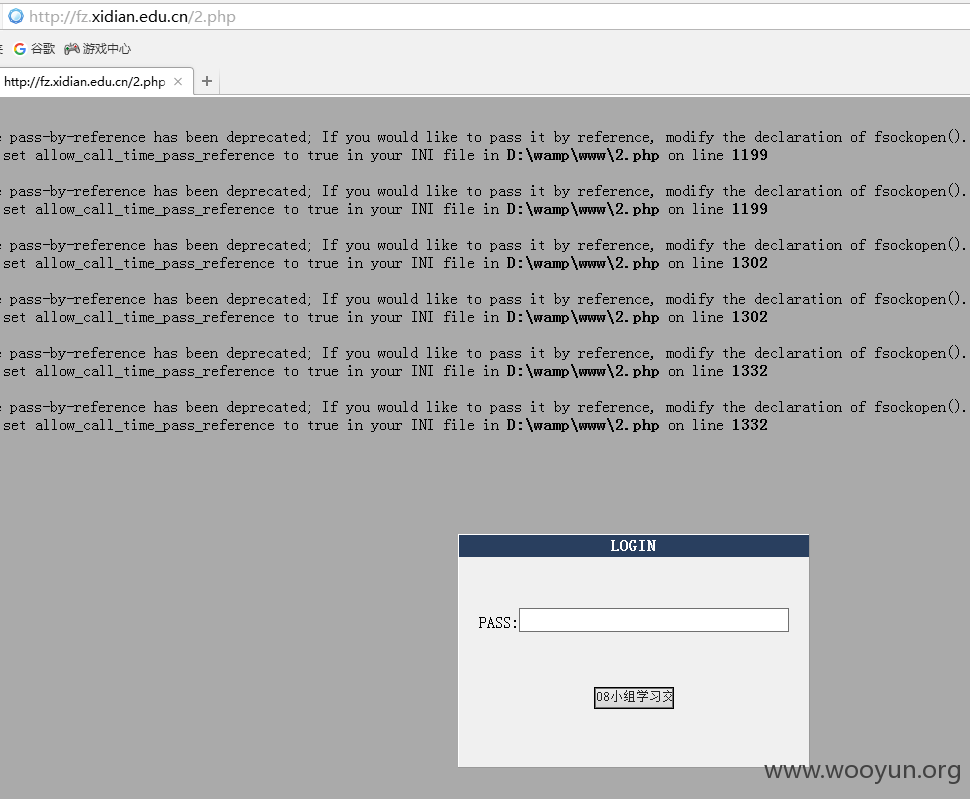 http://fz.xidian.edu.cn/2.php
谷歌 游戏中心
http://fz.xidian.edu.cn/2.php × +
pass-by-reference has been deprecated; If you would like to pass it by reference, modify the declaration of fsockopen().
set allow_call_time_pass_reference to true in your INI file in D:\wamp\www\2.php on line 1199
pass-by-reference has been deprecated; If you would like to pass it by reference, modify the declaration of fsockopen().
set allow_call_time_pass_reference to true in your INI file in D:\wamp\www\2.php on line 1199
pass-by-reference has been deprecated; If you would like to pass it by reference, modify the declaration of fsockopen().
set allow_call_time_pass_reference to true in your INI file in D:\wamp\www\2.php on line 1302
pass-by-reference has been deprecated; If you would like to pass it by reference, modify the declaration of fsockopen().
set allow_call_time_pass_reference to true in your INI file in D:\wamp\www\2.php on line 1302
pass-by-reference has been deprecated; If you would like to pass it by reference, modify the declaration of fsockopen().
set allow_call_time_pass_reference to true in your INI file in D:\wamp\www\2.php on line 1332
pass-by-reference has been deprecated; If you would like to pass it by reference, modify the declaration of fsockopen().
set allow_call_time_pass_reference to true in your INI file in D:\wamp\www\2.php on line 1332
LOGIN
PASS:
08小组学习交
www.wooyun.org